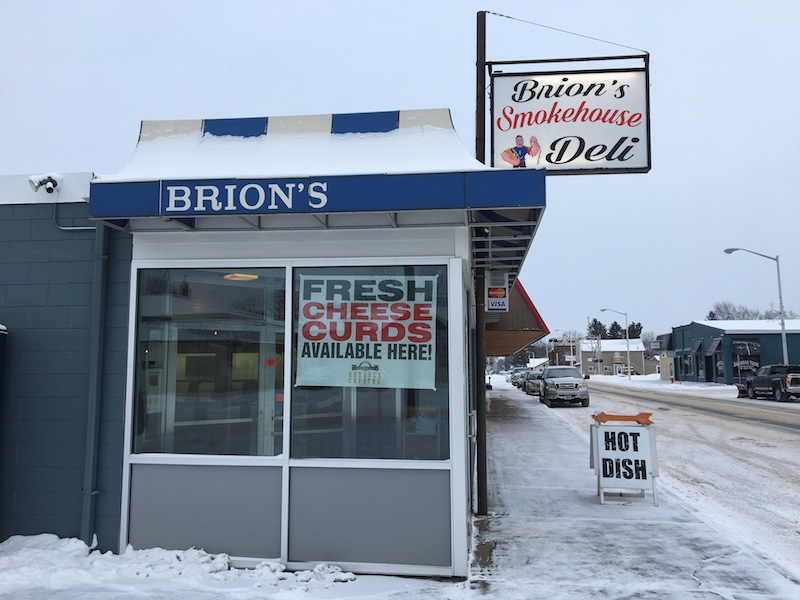 Brion's
Smokehouse
Deli
BRION'S
FRESH
CHEESE
CURDS
AVAILABLE HERE!
VISA
HOT
DISH